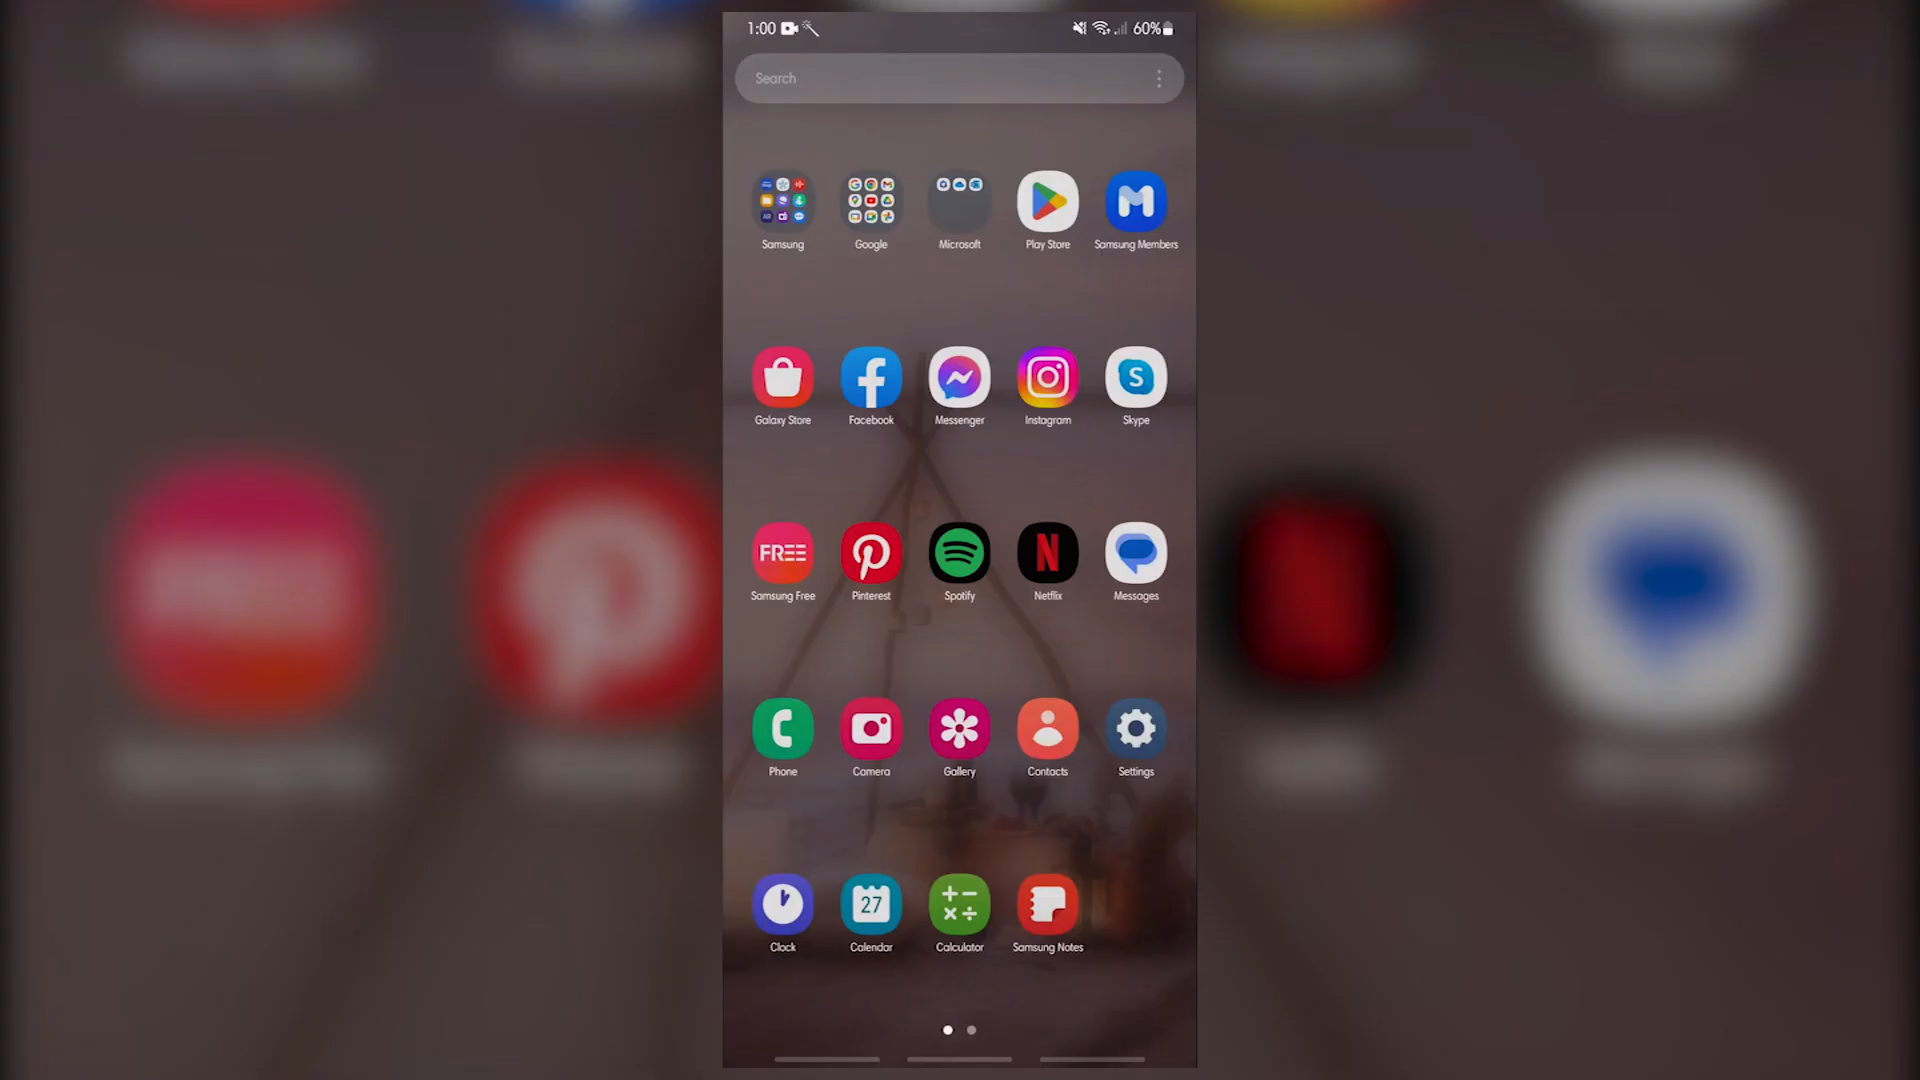 1:00 60%
Search
Samsung Google Microsoft Play Store Samsung Members
Galaxy Store Facebook Messenger Instagram Skype
FREE
Samsung Free Pinterest Spotify Netflix Messages
Phone Camera Gallery Contacts Settings
27
Clock Calendar Calculator Samsung Notes